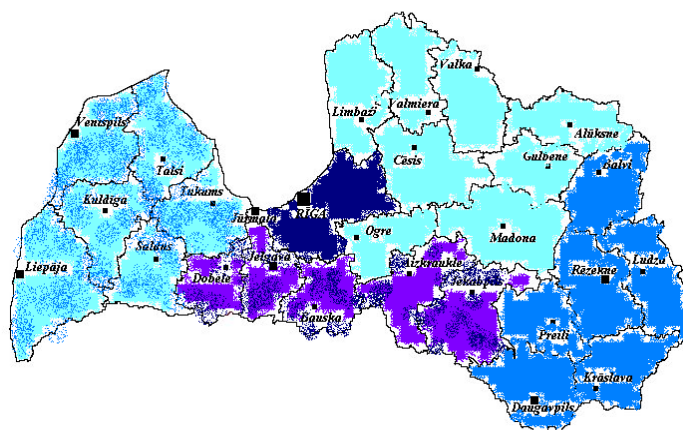 Valka
Limbaži
Valmiera
Ventspils
Alūksne
Cēsis
Gulbene
Talsi
Balvi
Tukums
Kuldīga
Jūrmala
RĪGA
Ogre
Madona
Saldus
Liepāja
Dobele
Jelgava
Aizkraukle
Jēkabpils
Rēzekne
Ludza
Bauska
Preiļi
Krāslava
Daugavpils